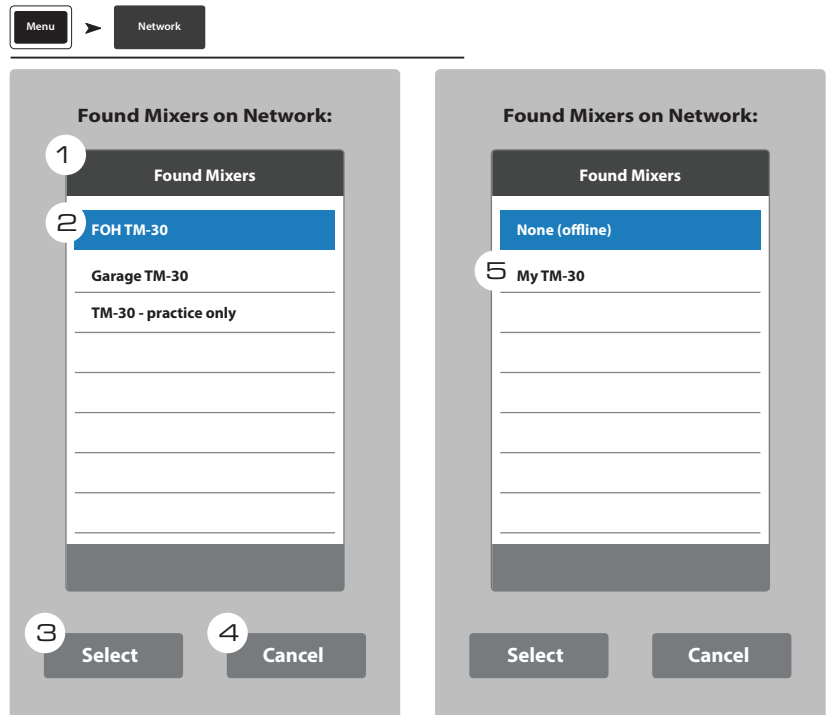 Menu
Network
Found Mixers on Network:
1
Found Mixers
2
FOH TM-30
Garage TM-30
TM-30 - practice only
3
Select
4
Cancel
Found Mixers on Network:
Found Mixers
None (offline)
5
My TM-30
Select
Cancel